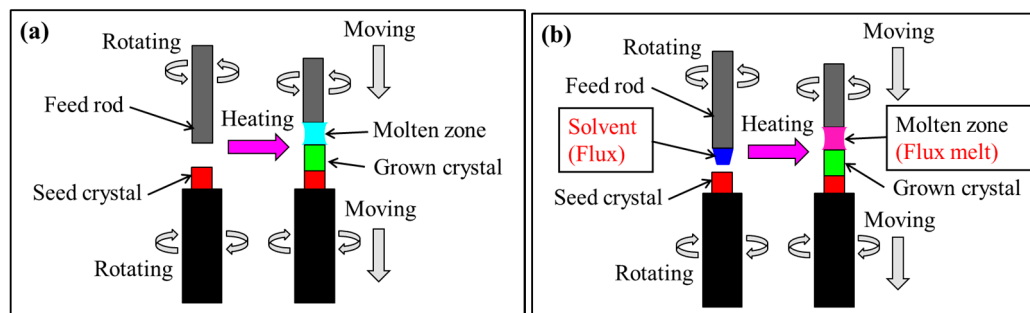 (a)
Rotating
Moving
Feed rod
Heating
Molten zone
Grown crystal
Seed crystal
Moving
Rotating
(b)
Rotating
Moving
Feed rod
Heating
Solvent
(Flux)
Molten zone
(Flux melt)
Grown crystal
Seed crystal
Moving
Rotating